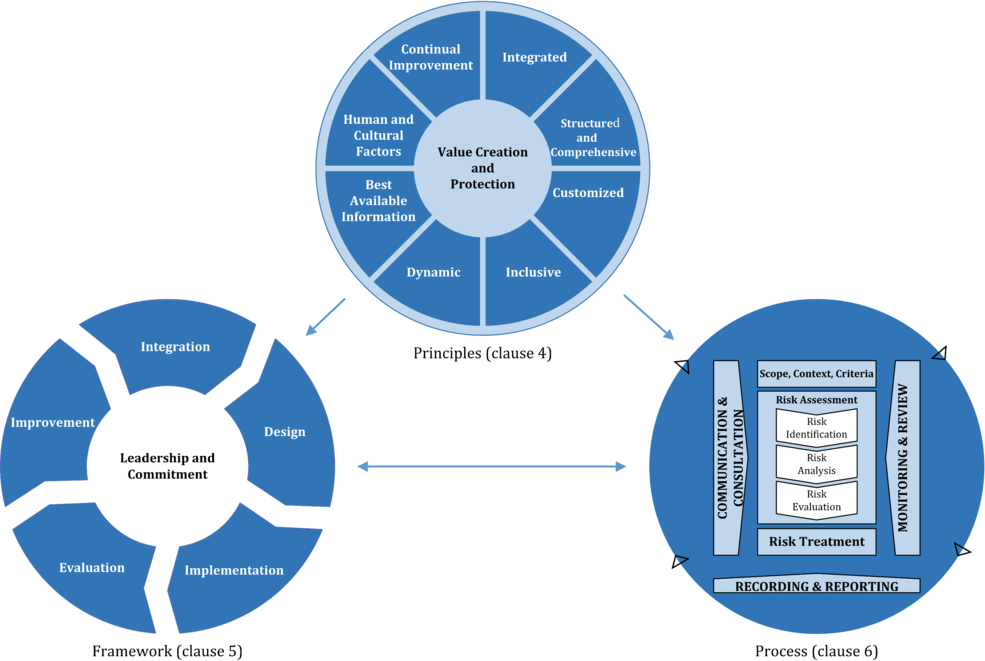 Continual
Improvement
Integrated
Human and
Cultural
Factors
Structured
and
Comprehensive
Value Creation
and
Protection
Best
Available
Information
Customized
Dynamic
Inclusive
Principles (clause 4)
Integration
Improvement
Design
Leadership and
Commitment
Evaluation
Implementation
Framework (clause 5)
Scope, Context, Criteria
Risk Assessment
Risk
Identification
Risk
Analysis
Risk
Evaluation
Risk Treatment
COMMUNICATION &
CONSULTATION
MONITORING & REVIEW
RECORDING & REPORTING
Process (clause 6)